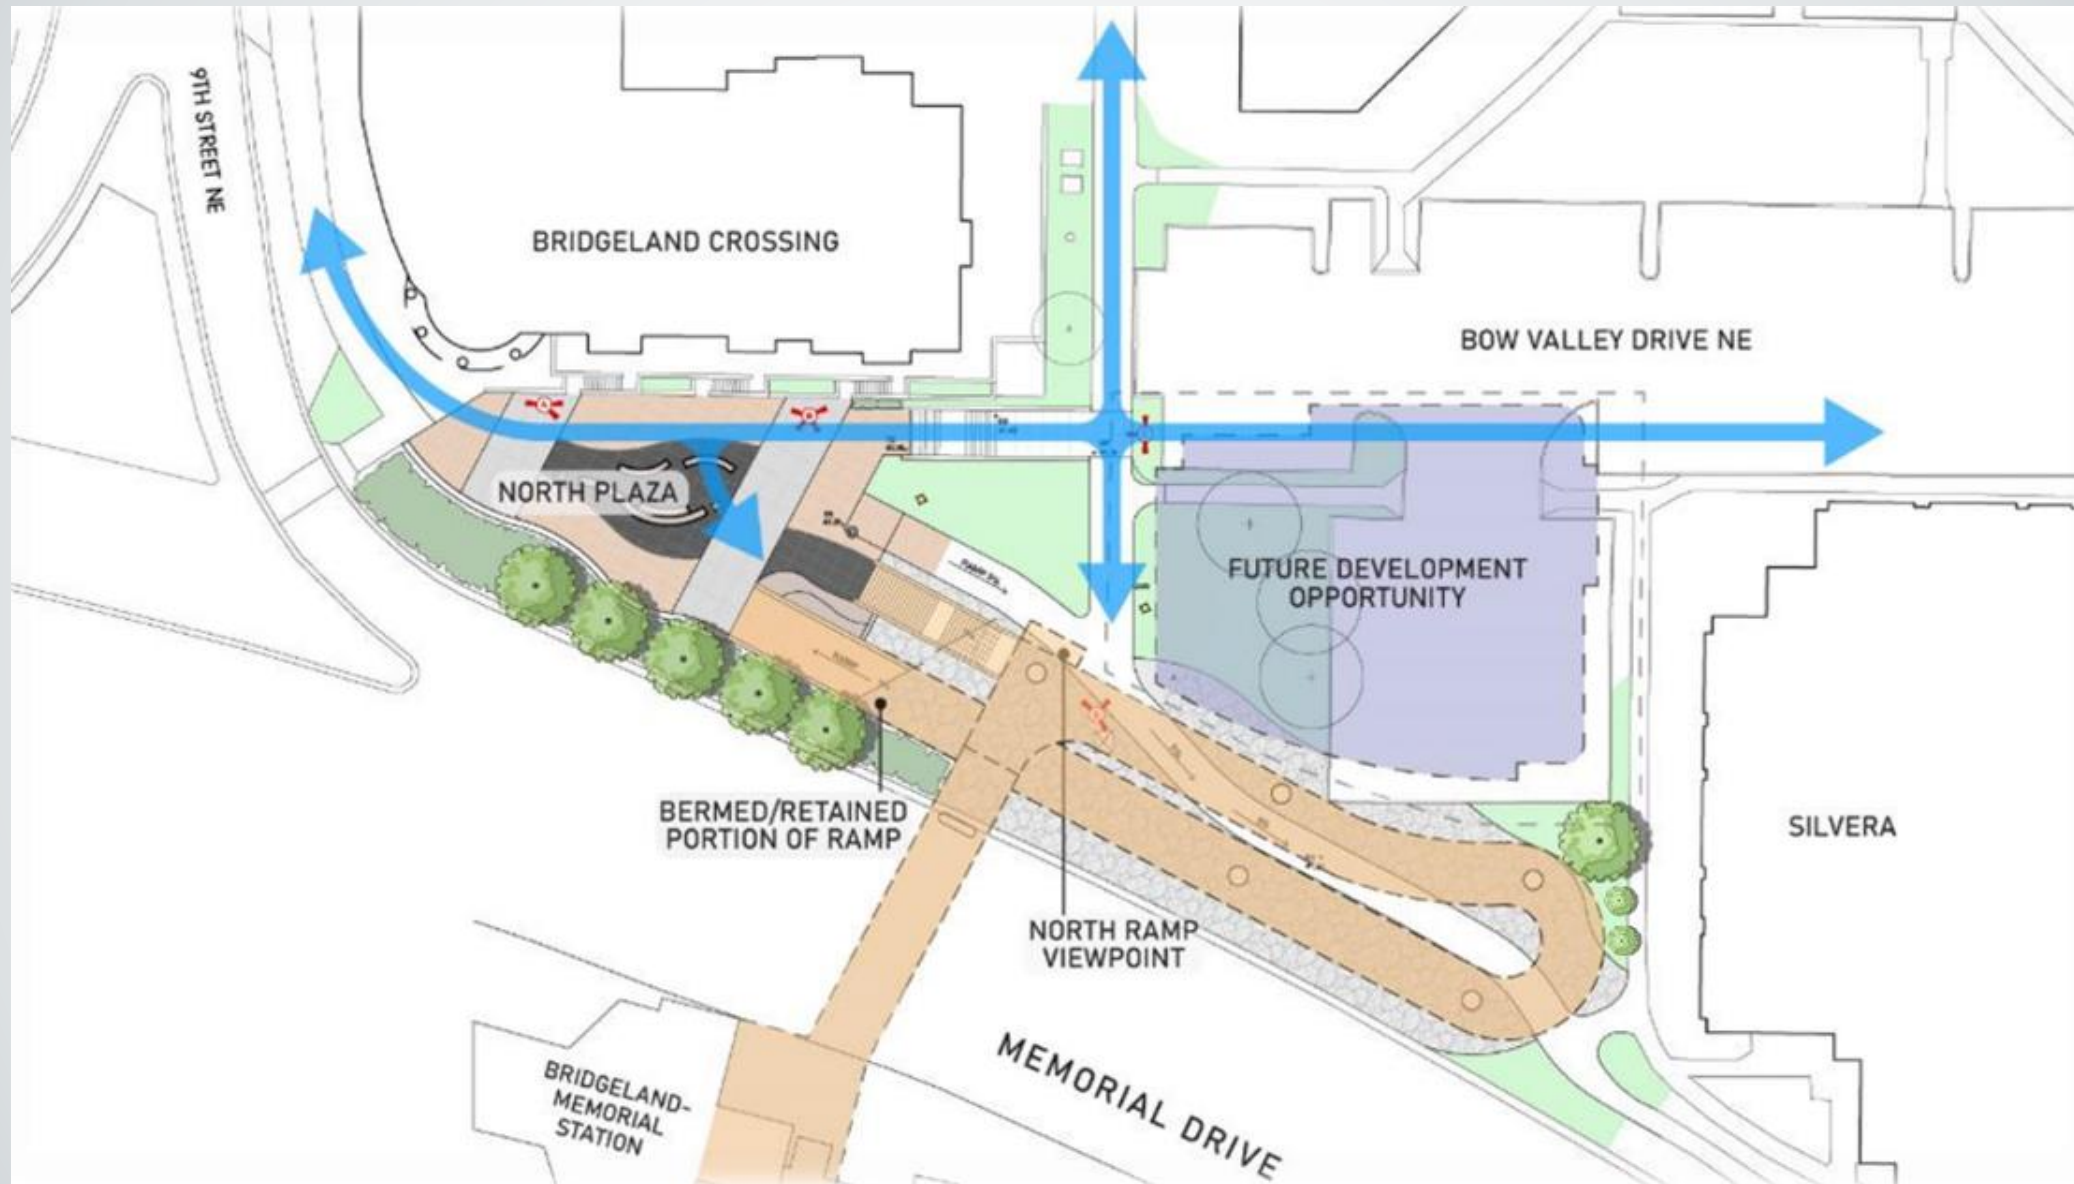 9TH STREET NE
BRIDGELAND CROSSING
BOW VALLEY DRIVE NE
NORTH PLAZA
FUTURE DEVELOPMENT
OPPORTUNITY
BERMED/RETAINED
PORTION OF RAMP
SILVERA
NORTH RAMP
VIEWPOINT
MEMORIAL DRIVE
BRIDGELAND-
MEMORIAL
STATION